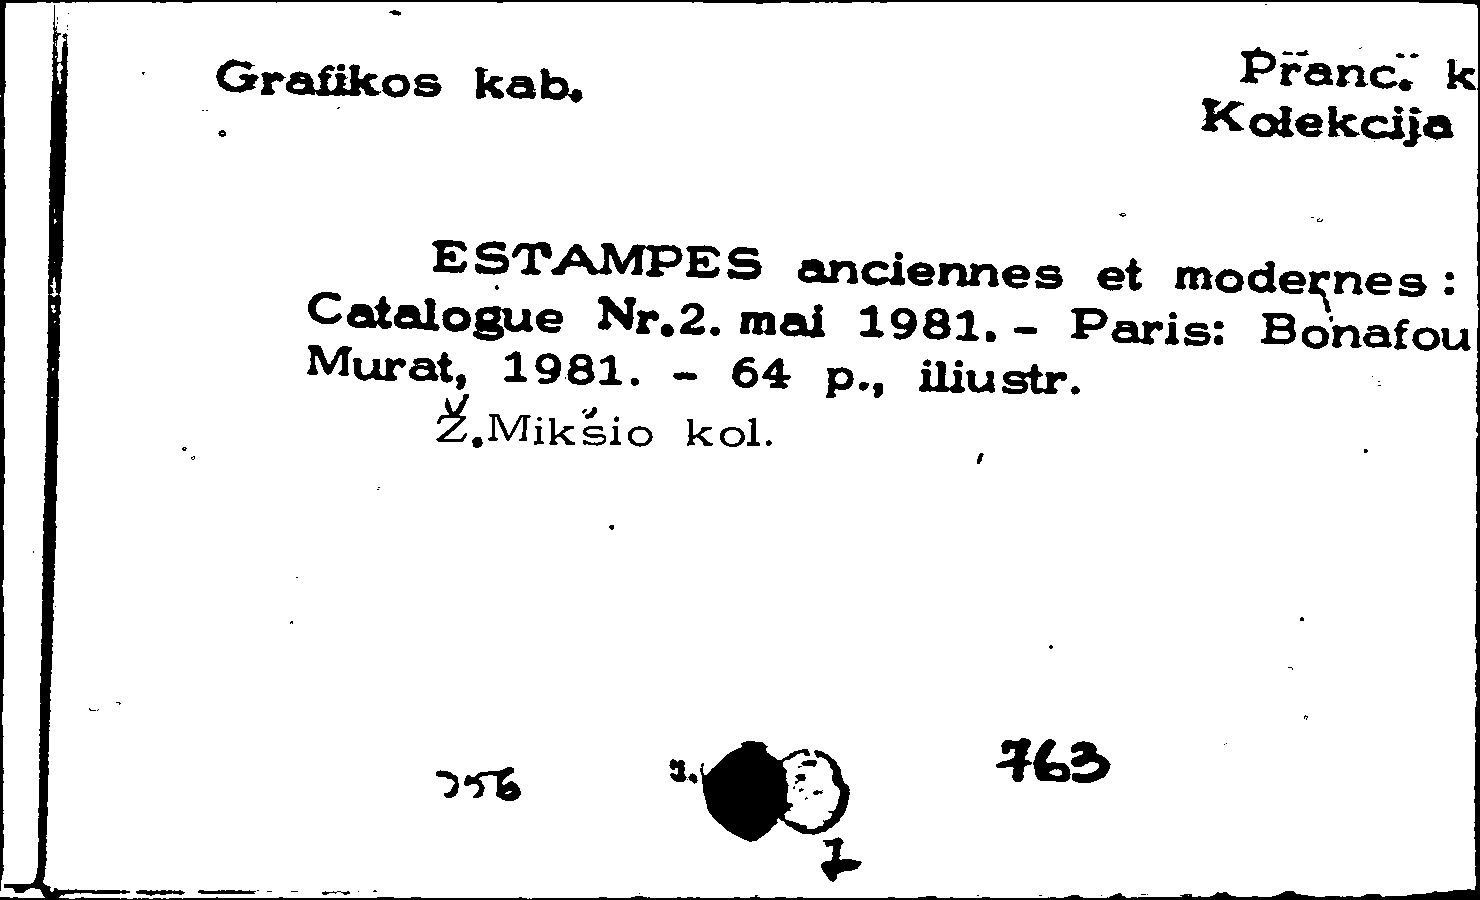 Grafikos kab. Pranc. k
Kolekcija
ESTAMPES anciennes et modernes :
Catalogue Nr.2. mai 1981. - Paris: Bonafou
Murat, 1981. - 64 p., iliustr.
Ž.Mikšio kol.
756 763